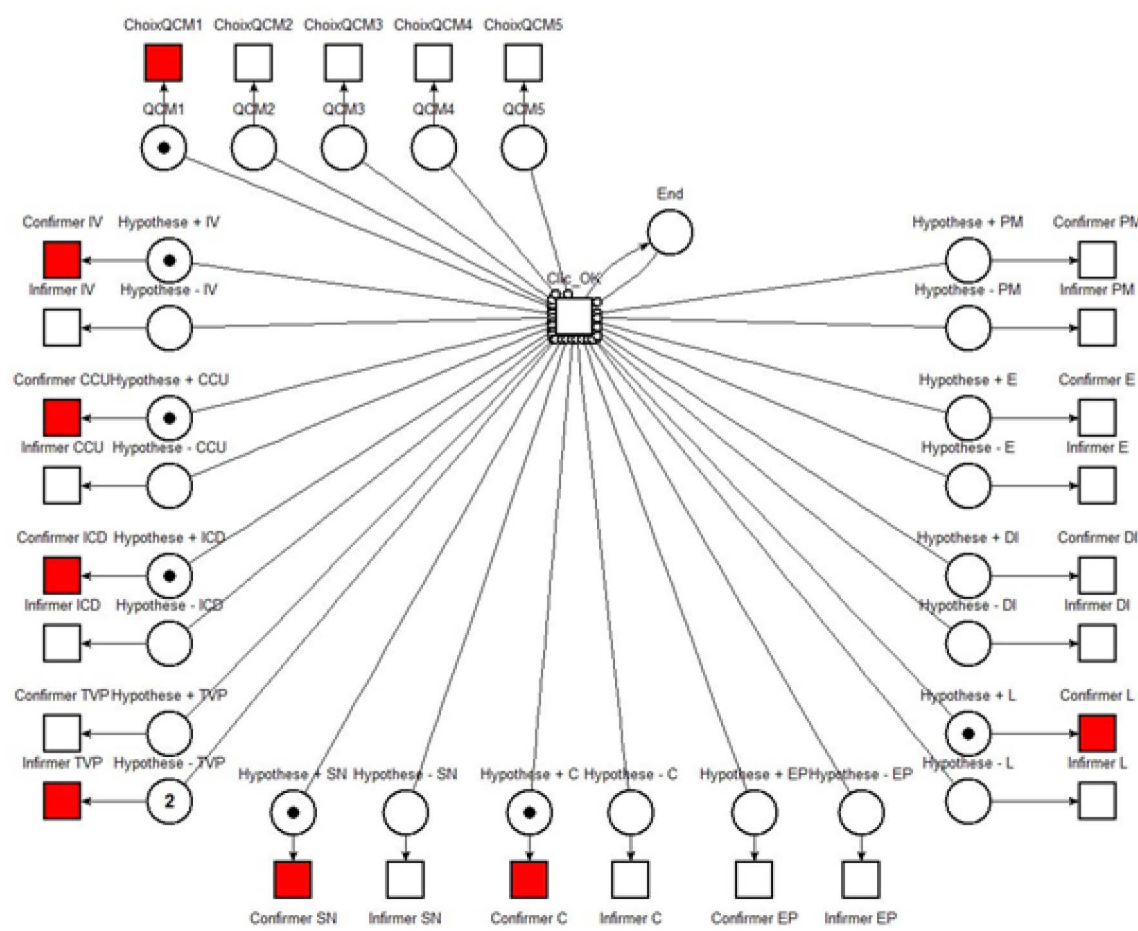 ChoixQCM1 ChoixQCM2 ChoixQCM3 ChoixQCM4 ChoixQCM5
QCM1 QCM2 QCM3 QCM4 QCM5
End
Clic_OK
Confirmer IV Hypothese + IV
Infirmer IV Hypothese - IV
Confirmer CCU Hypothese + CCU
Infirmer CCU Hypothese - CCU
Confirmer ICD Hypothese + ICD
Infirmer ICD Hypothese - ICD
Confirmer TVP Hypothese + TVP
Infirmer TVP Hypothese - TVP
2
Hypothese + PM Confirmer PM
Hypothese - PM Infirmer PM
Hypothese + E Confirmer E
Hypothese - E Infirmer E
Hypothese + DI Confirmer DI
Hypothese - DI Infirmer DI
Hypothese + L Confirmer L
Hypothese - L Infirmer L
Hypothese + SN Hypothese - SN Hypothese + C Hypothese - C Hypothese + EP Hypothese - EP
Confirmer SN Infirmer SN Confirmer C Infirmer C Confirmer EP Infirmer EP